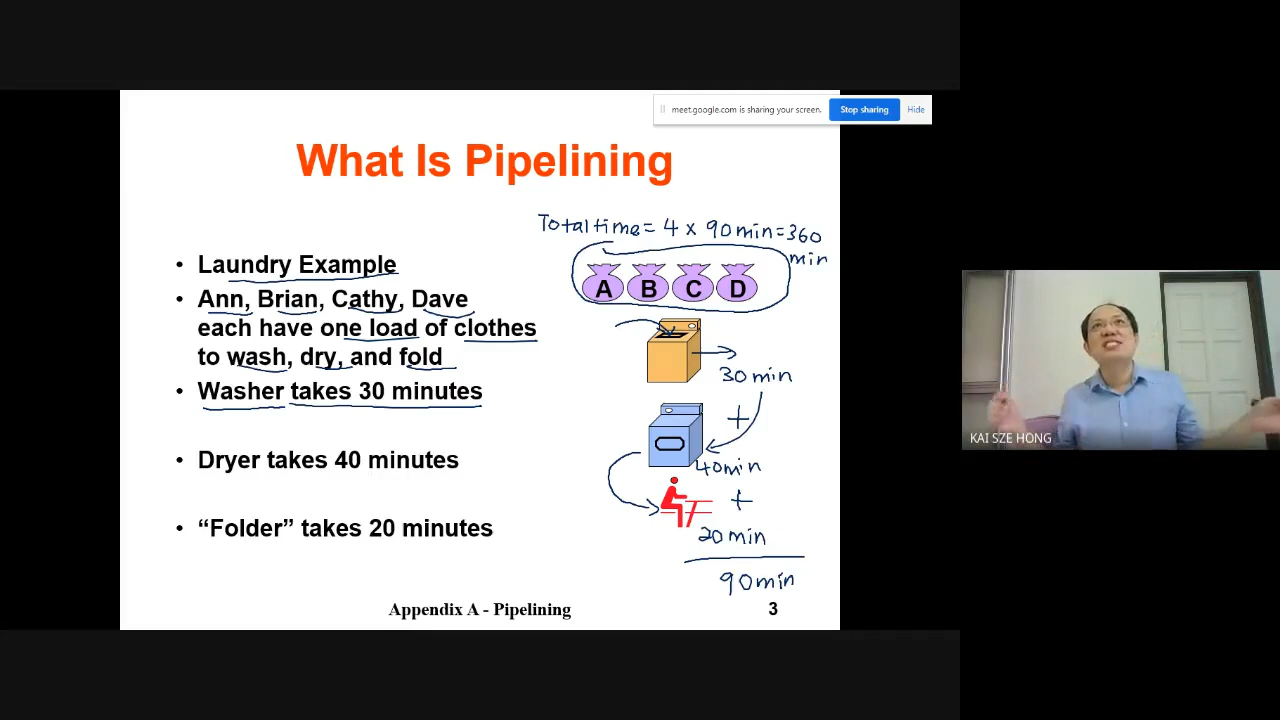 meet.google.com is sharing your screen.
Stop sharing
Hide
What Is Pipelining
Total time = 4 x 90 min = 360
min
• Laundry Example
• Ann, Brian, Cathy, Dave
each have one load of clothes
to wash, dry, and fold
• Washer takes 30 minutes
• Dryer takes 40 minutes
• “Folder” takes 20 minutes
A B C D
30 min
+
40min
+
20 min
90 min
Appendix A - Pipelining
3
KAI SZE HONG